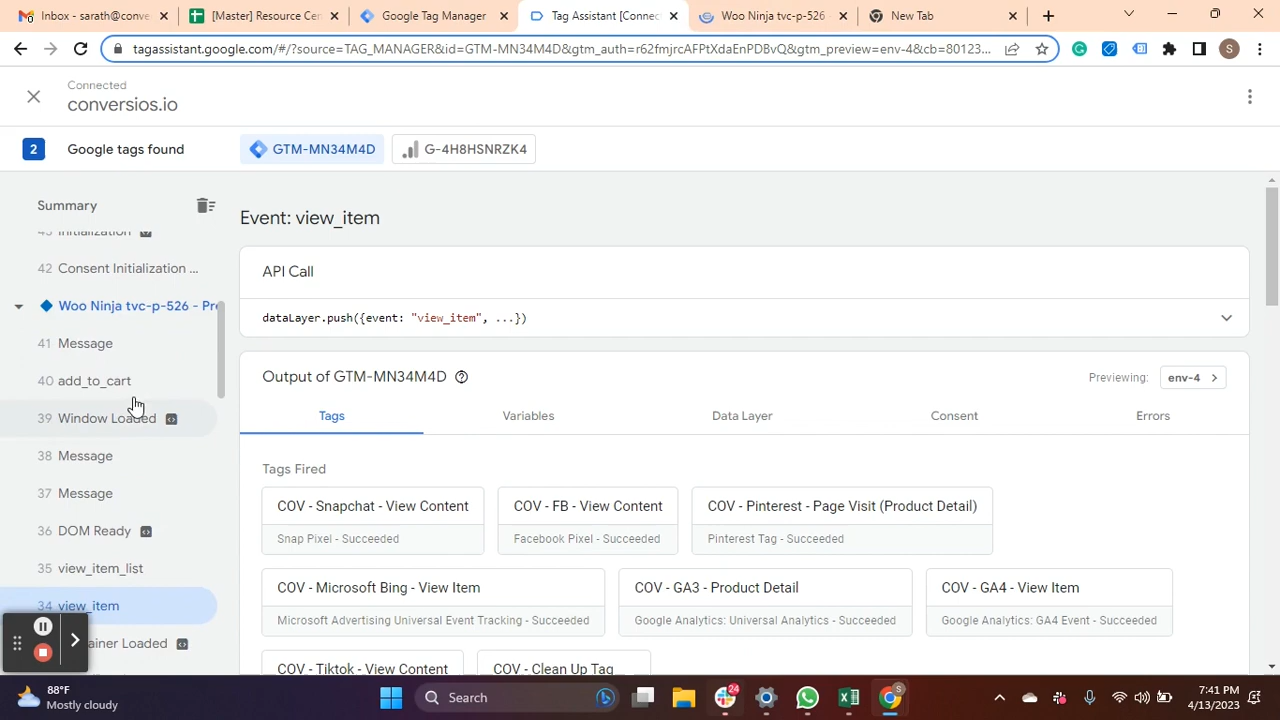 Inbox - sarath@conve
[Master] Resource Cer
Google Tag Manager
Tag Assistant [Connec
Woo Ninja tvc-p-526 -
New Tab
tagassistant.google.com/#/?source=TAG_MANAGER&id=GTM-MN34M4D&gtm_auth=r62fmjrcAFPtXdaEnPDBvQ&gtm_preview=env-4&cb=80123...
S
Connected
conversios.io
2
Google tags found
GTM-MN34M4D
G-4H8HSNRZK4
Summary
43 Initialization
42 Consent Initialization ...
Woo Ninja tvc-p-526 - Pre
41 Message
40 add_to_cart
39 Window Loaded
38 Message
37 Message
36 DOM Ready
35 view_item_list
34 view_item
ainer Loaded
Event: view_item
API Call
dataLayer.push({event: "view_item", ...})
Output of GTM-MN34M4D
Previewing:
env-4
Tags
Variables
Data Layer
Consent
Errors
Tags Fired
COV - Snapchat - View Content
Snap Pixel - Succeeded
COV - FB - View Content
Facebook Pixel - Succeeded
COV - Pinterest - Page Visit (Product Detail)
Pinterest Tag - Succeeded
COV - Microsoft Bing - View Item
Microsoft Advertising Universal Event Tracking - Succeeded
COV - GA3 - Product Detail
Google Analytics: Universal Analytics - Succeeded
COV - GA4 - View Item
Google Analytics: GA4 Event - Succeeded
COV - Tiktok - View Content
COV - Clean Up Tag
88°F
Mostly cloudy
Search
24
S
7:41 PM
4/13/2023